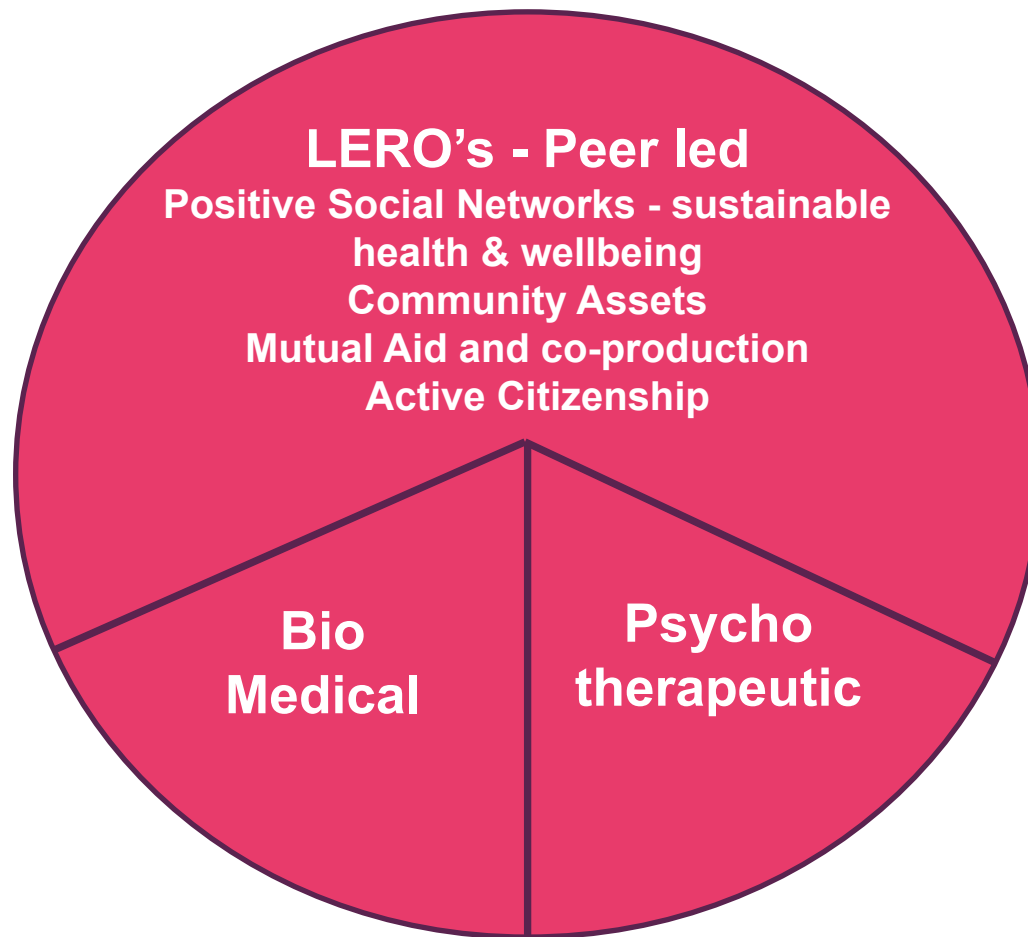 LERO’s - Peer led
Positive Social Networks - sustainable
health & wellbeing
Community Assets
Mutual Aid and co-production
Active Citizenship
Bio
Medical
Psycho
therapeutic